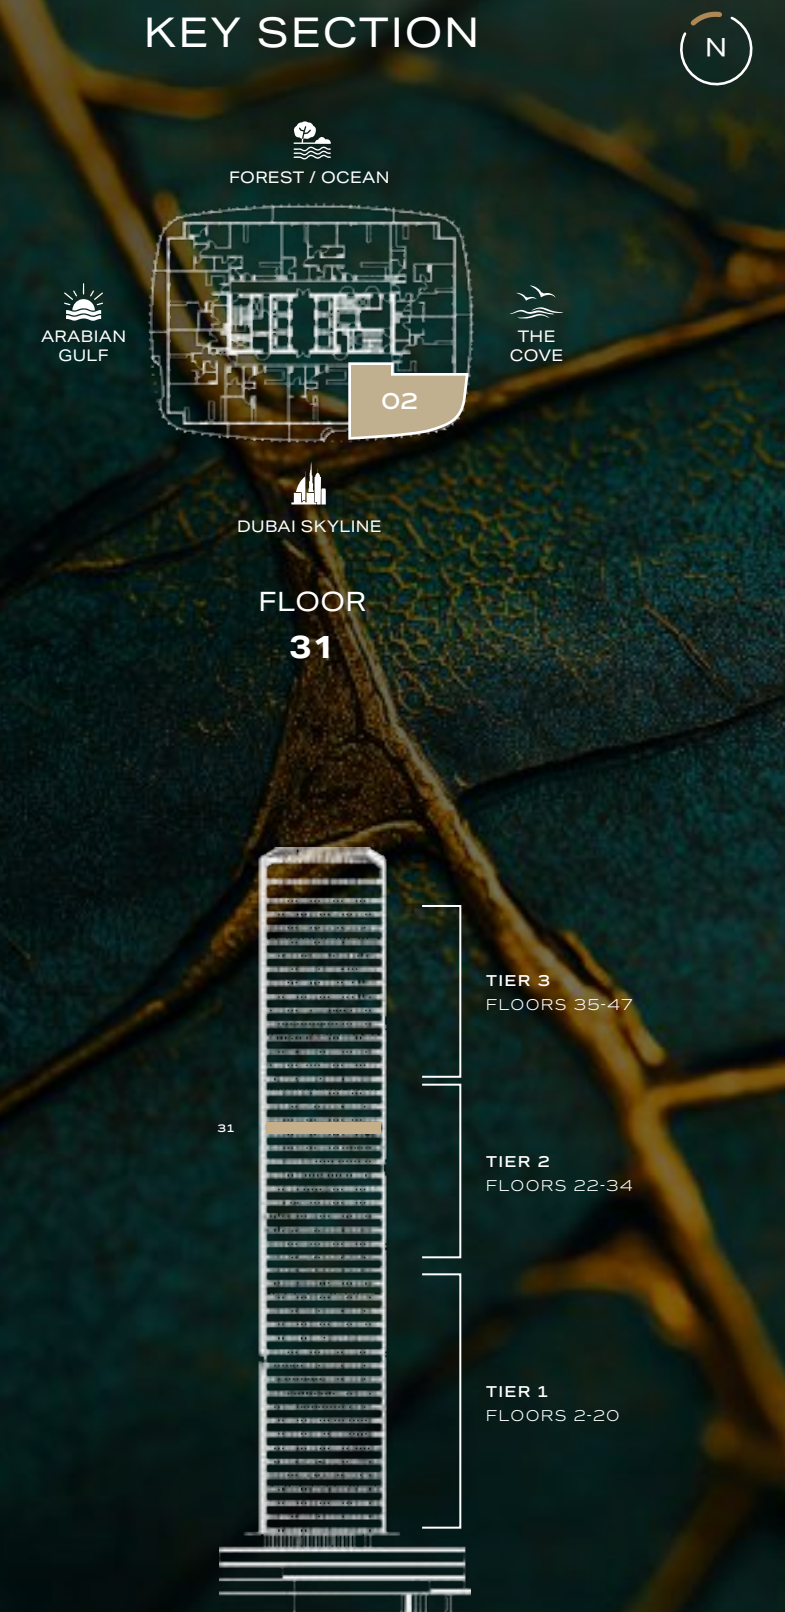 KEY SECTION
N
FOREST / OCEAN
ARABIAN
GULF
THE
COVE
02
DUBAI SKYLINE
FLOOR
31
TIER 3
FLOORS 35-47
31
TIER 2
FLOORS 22-34
TIER 1
FLOORS 2-20